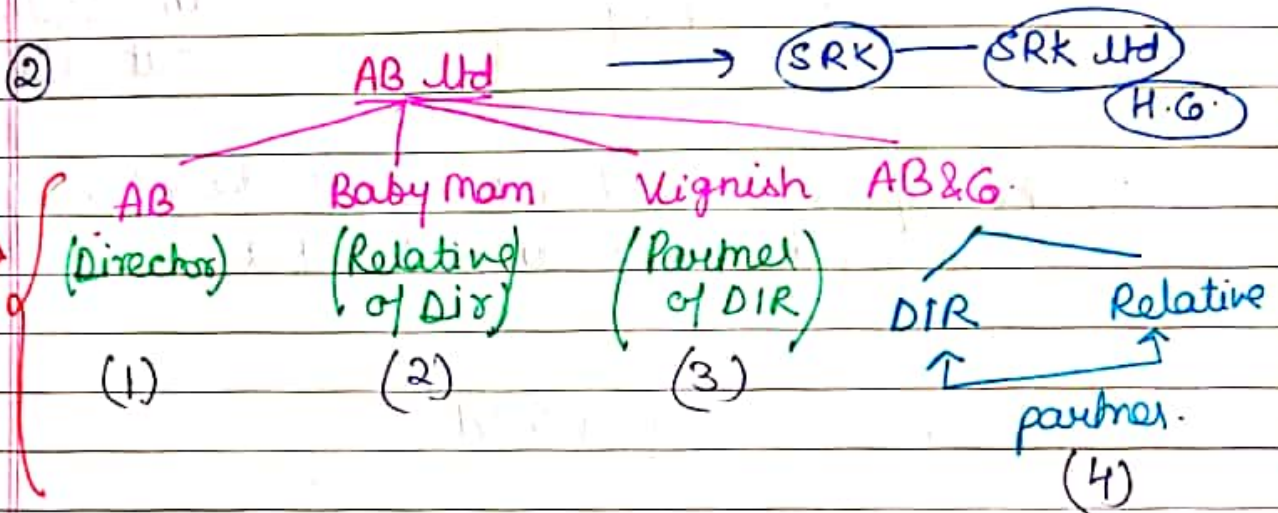 ② AB Ltd → SRK — SRK Ltd
H.G.
AB Baby Mam Vignish AB&G.
(Director) (Relative of Dir) (Partner of DIR) DIR Relative
(1) (2) (3) partner.
(4)